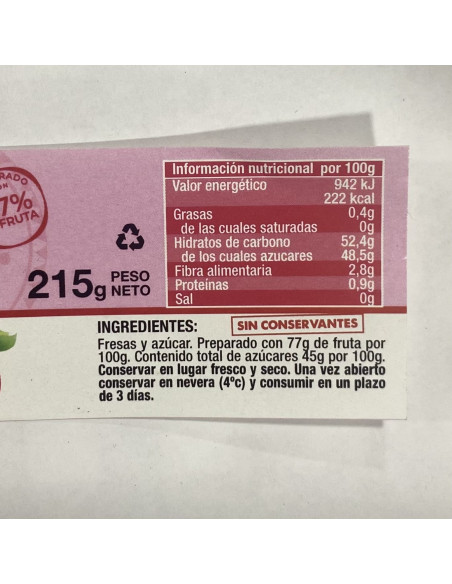 7%
FRUTA
215g PESO NETO
Información nutricional por 100g
Valor energético 942 kJ
222 kcal
Grasas 0,4g
de las cuales saturadas 0g
Hidratos de carbono 52,4g
de los cuales azucares 48,5g
Fibra alimentaria 2,8g
Proteínas 0,9g
Sal 0g
INGREDIENTES: SIN CONSERVANTES
Fresas y azúcar. Preparado con 77g de fruta por
100g. Contenido total de azúcares 45g por 100g.
Conservar en lugar fresco y seco. Una vez abierto
conservar en nevera (4ºc) y consumir en un plazo
de 3 días.